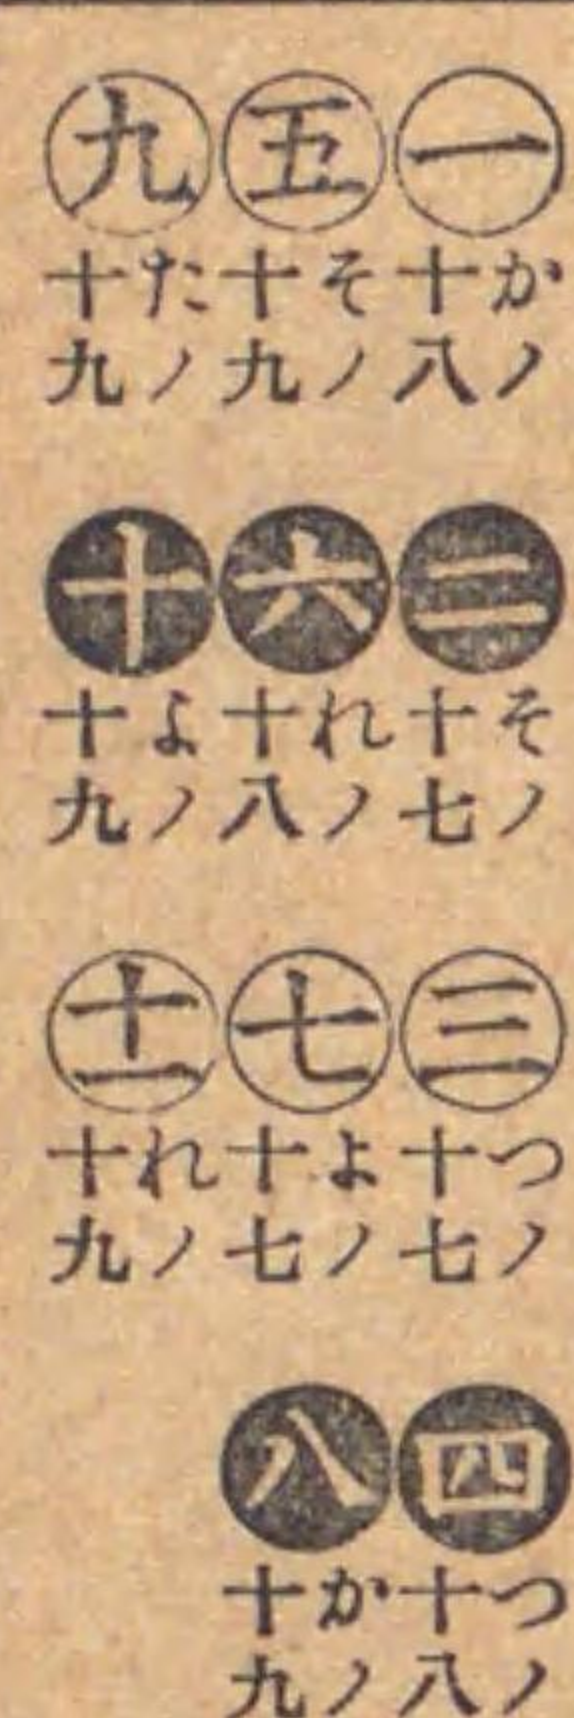 一 かノ十八
二 そノ十七
三 つノ十七
四 つノ十八
五 そノ十九
六 れノ十八
七 よノ十七
八 かノ十九
九 たノ十九
十 よノ十九
十一 れノ十九